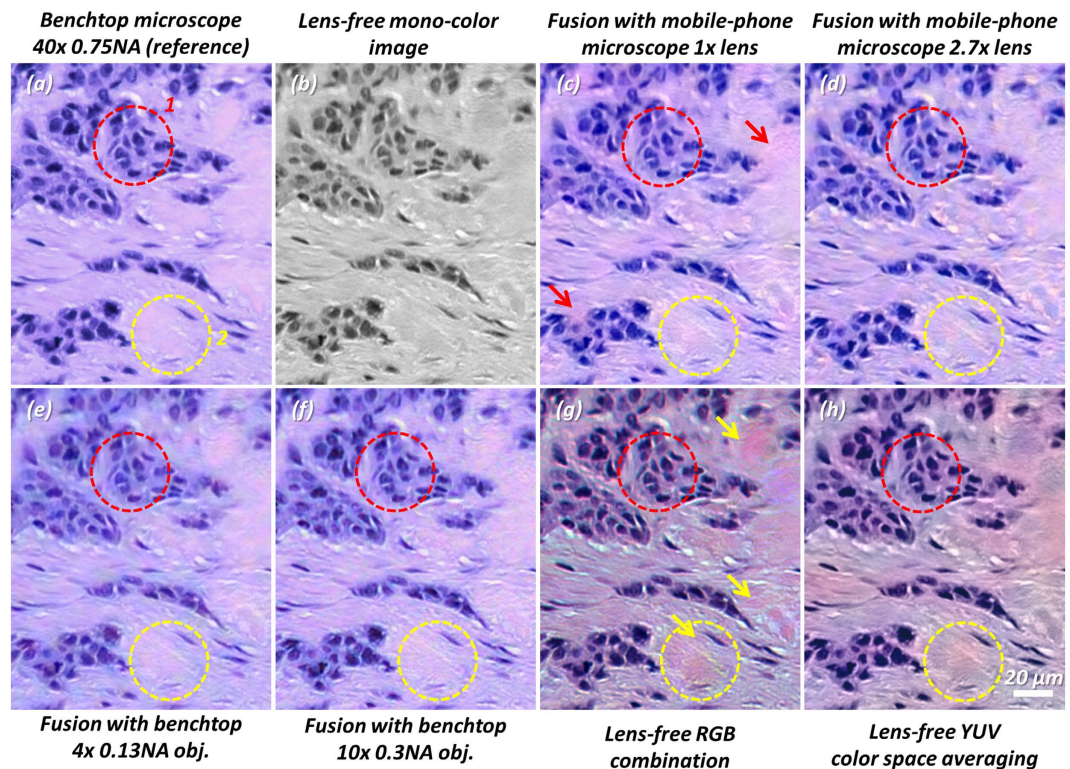 Benchtop microscope
40x 0.75NA (reference)
Lens-free mono-color
image
Fusion with mobile-phone
microscope 1x lens
Fusion with mobile-phone
microscope 2.7x lens
(a)
1
2
(b)
(c)
(d)
(e)
(f)
(g)
(h)
20 μm
Fusion with benchtop
4x 0.13NA obj.
Fusion with benchtop
10x 0.3NA obj.
Lens-free RGB
combination
Lens-free YUV
color space averaging